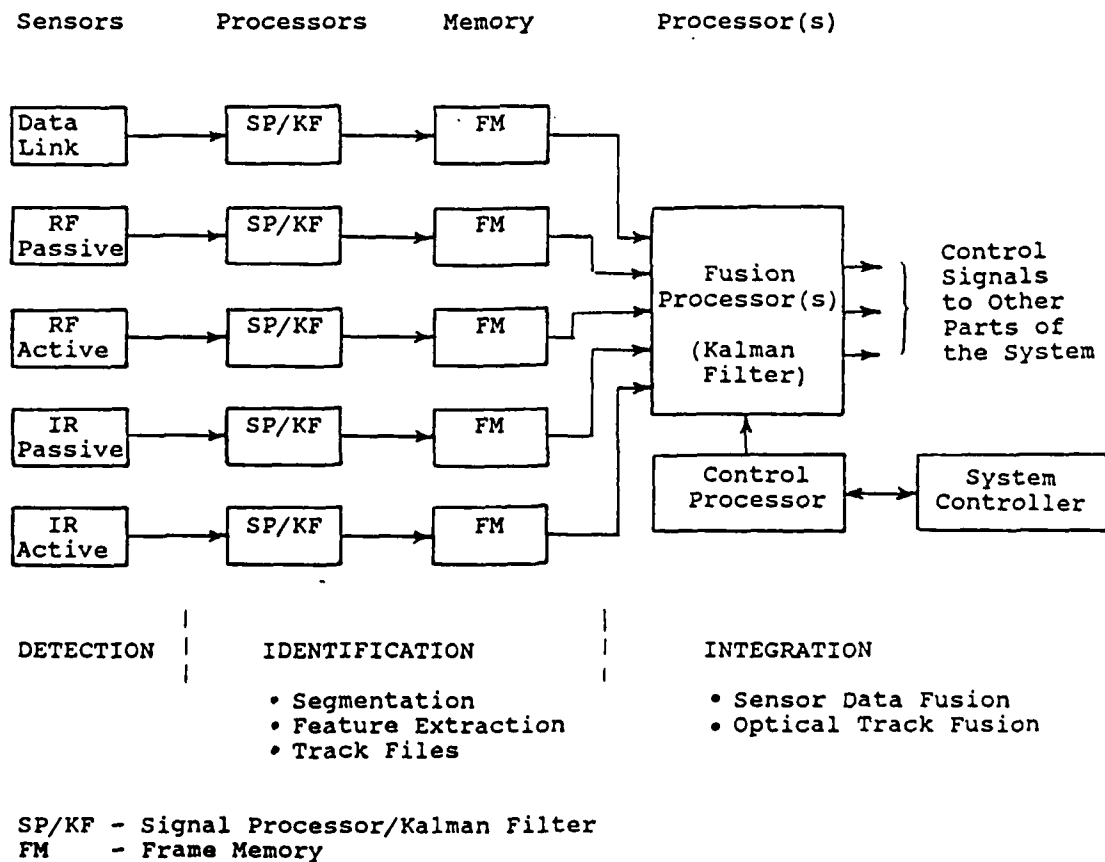 Sensors Processors Memory Processor(s)
Data Link
SP/KF
FM
RF Passive
SP/KF
FM
RF Active
SP/KF
FM
IR Passive
SP/KF
FM
IR Active
SP/KF
FM
Fusion
Processor(s)
(Kalman
Filter)
Control
Signals
to Other
Parts of
the System
Control
Processor
System
Controller
DETECTION IDENTIFICATION INTEGRATION
• Segmentation
• Feature Extraction
• Track Files
• Sensor Data Fusion
• Optical Track Fusion
SP/KF - Signal Processor/Kalman Filter
FM - Frame Memory